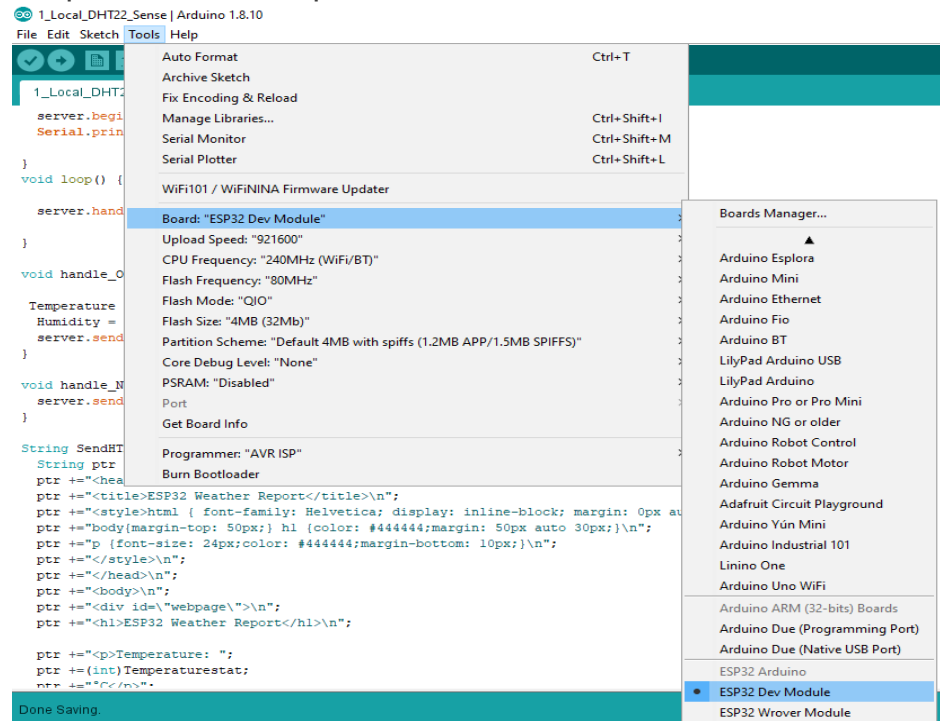 1_Local_DHT22_Sense | Arduino 1.8.10
File Edit Sketch Tools Help
1_Local_DHT2
server.begi
Serial.prin
}
void loop() {
server.hand
}
void handle_O
Temperature
Humidity =
server.send
}
void handle_N
server.send
}
String SendHT
String ptr
ptr +="<hea
ptr +="<title>ESP32 Weather Report</title>\n";
ptr +="<style>html { font-family: Helvetica; display: inline-block; margin: 0px au
ptr +="body{margin-top: 50px;} h1 {color: #444444;margin: 50px auto 30px;}\n";
ptr +="p {font-size: 24px;color: #444444;margin-bottom: 10px;}\n";
ptr +="</style>\n";
ptr +="</head>\n";
ptr +="<body>\n";
ptr +="<div id=\"webpage\">\n";
ptr +="<h1>ESP32 Weather Report</h1>\n";
ptr +="<p>Temperature: ";
ptr +=(int)Temperaturestat;
ptr +="°C</p>";
Done Saving.
Auto Format Ctrl+T
Archive Sketch
Fix Encoding & Reload
Manage Libraries... Ctrl+Shift+I
Serial Monitor Ctrl+Shift+M
Serial Plotter Ctrl+Shift+L
WiFi101 / WiFiNINA Firmware Updater
Board: "ESP32 Dev Module"
Upload Speed: "921600"
CPU Frequency: "240MHz (WiFi/BT)"
Flash Frequency: "80MHz"
Flash Mode: "QIO"
Flash Size: "4MB (32Mb)"
Partition Scheme: "Default 4MB with spiffs (1.2MB APP/1.5MB SPIFFS)"
Core Debug Level: "None"
PSRAM: "Disabled"
Port
Get Board Info
Programmer: "AVR ISP"
Burn Bootloader
Boards Manager...
Arduino Esplora
Arduino Mini
Arduino Ethernet
Arduino Fio
Arduino BT
LilyPad Arduino USB
LilyPad Arduino
Arduino Pro or Pro Mini
Arduino NG or older
Arduino Robot Control
Arduino Robot Motor
Arduino Gemma
Adafruit Circuit Playground
Arduino Yún Mini
Arduino Industrial 101
Linino One
Arduino Uno WiFi
Arduino ARM (32-bits) Boards
Arduino Due (Programming Port)
Arduino Due (Native USB Port)
ESP32 Arduino
ESP32 Dev Module
ESP32 Wrover Module